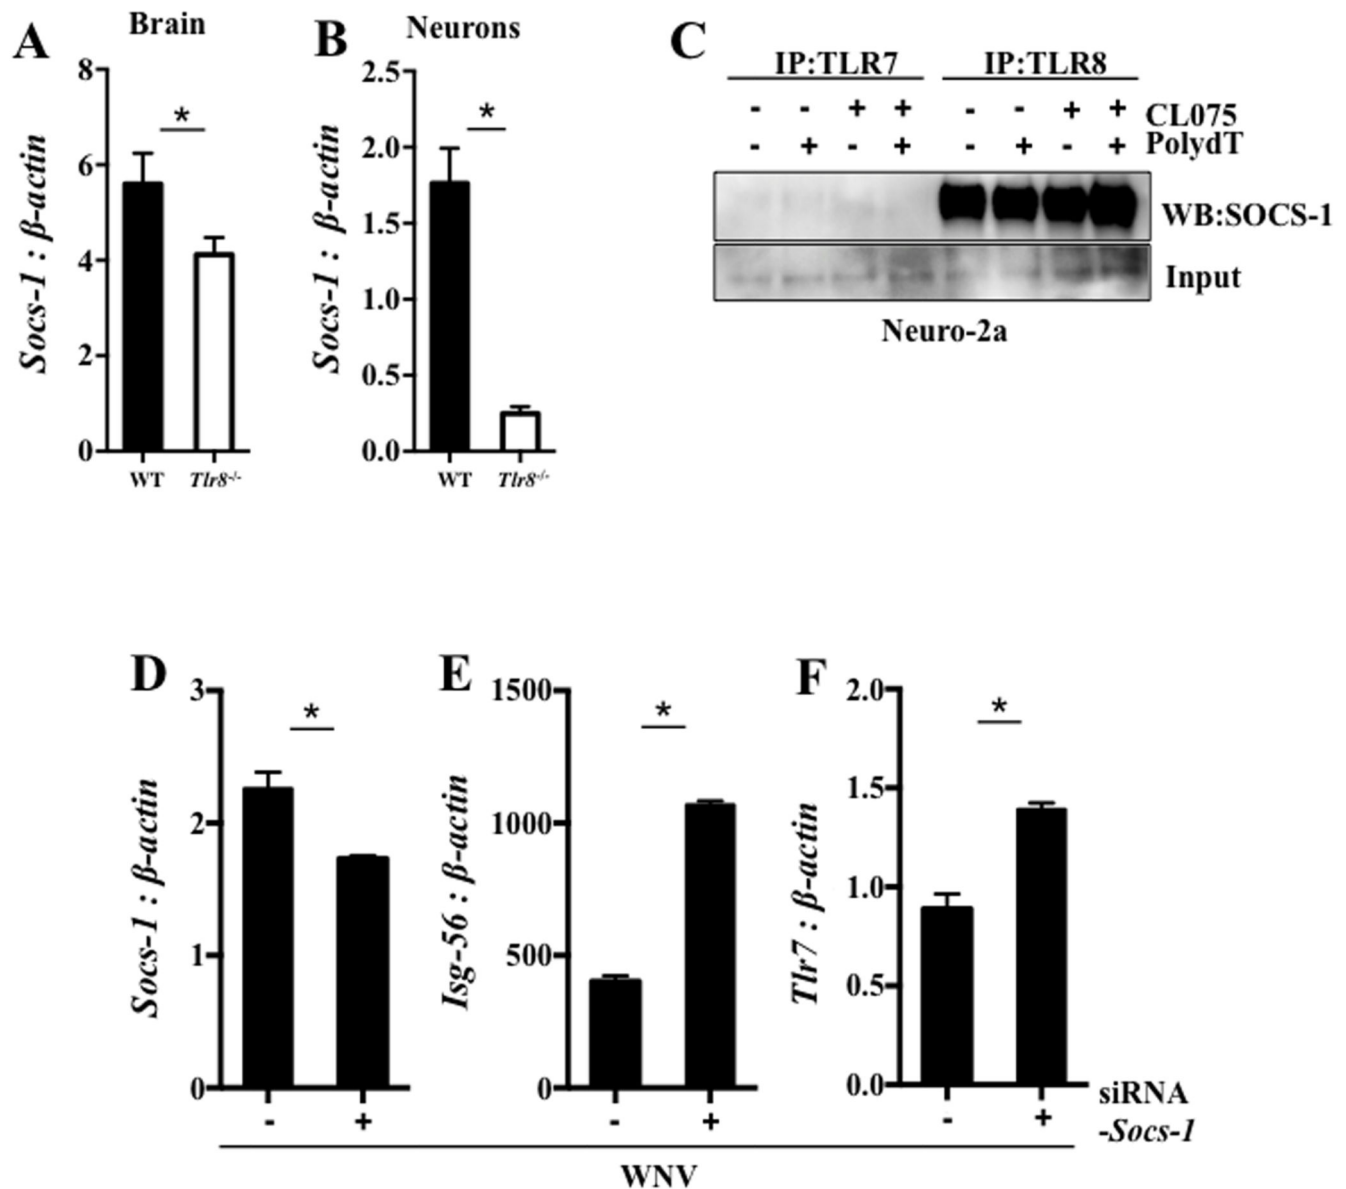 A
Brain
8
6
4
2
0
*
Socs-1 : β-actin
WT Tlr8-/-
B
Neurons
2.5
2.0
1.5
1.0
0.5
0.0
*
Socs-1 : β-actin
WT Tlr8-/-
C
IP:TLR7 IP:TLR8
- - + + - - + + CL075
- + - + - + - + PolydT
WB:SOCS-1
Input
Neuro-2a
D
3
2
1
0
*
Socs-1 : β-actin
- +
E
1500
1000
500
0
*
Isg-56 : β-actin
- +
F
2.0
1.5
1.0
0.5
0.0
*
Tlr7 : β-actin
- +
siRNA
-Socs-1
WNV